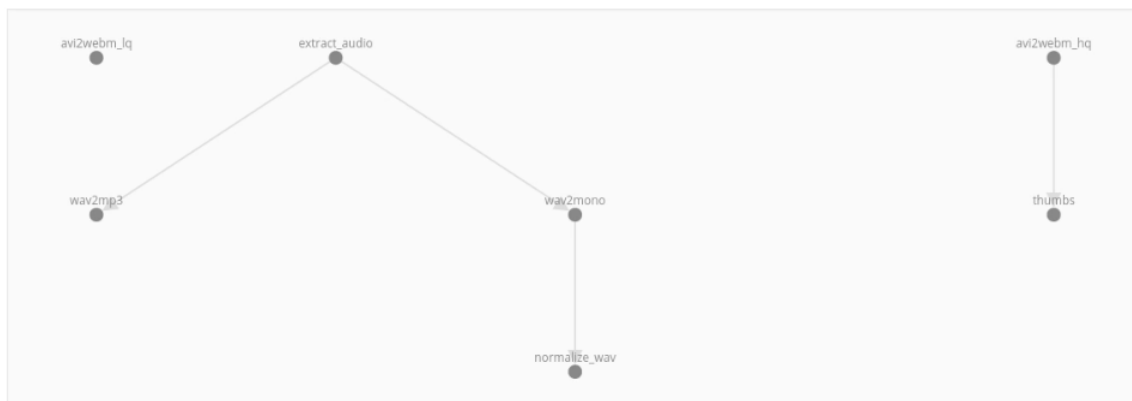 avi2webm_lq
extract_audio
avi2webm_hq
wav2mp3
wav2mono
thumbs
normalize_wav